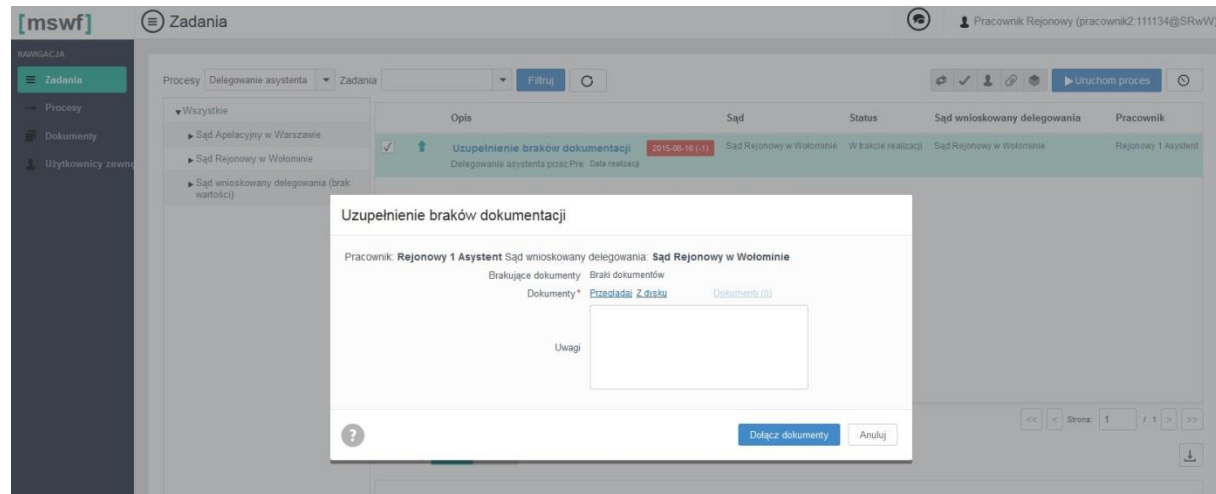 [mswf]
Zadania
Pracownik Rejonowy (pracownik2:111134@SRwW)
NAWIGACJA
Zadania
Procesy
Dokumenty
Użytkownicy zewnę
Procesy Delegowanie asystenta Zadania Filtruj Uruchom proces
Wszystkie
Sąd Apelacyjny w Warszawie
Sąd Rejonowy w Wołominie
Sąd wnioskowany delegowania (brak
wartości)
Opis Sąd Status Sąd wnioskowany delegowania Pracownik
Uzupełnienie braków dokumentacji 2015-06-16 (-1) Sąd Rejonowy w Wołominie W trakcie realizacji Sąd Rejonowy w Wołominie Rejonowy 1 Asystent
Delegowanie asystenta przez Pre Data realizacji
Uzupełnienie braków dokumentacji
Pracownik: Rejonowy 1 Asystent Sąd wnioskowany delegowania: Sąd Rejonowy w Wołominie
Brakujące dokumenty Braki dokumentów
Dokumenty* Przeglądaj Z dysku Dokumenty (0)
Uwagi
? Dołącz dokumenty Anuluj
<< < Strona: 1 / 1 > >>